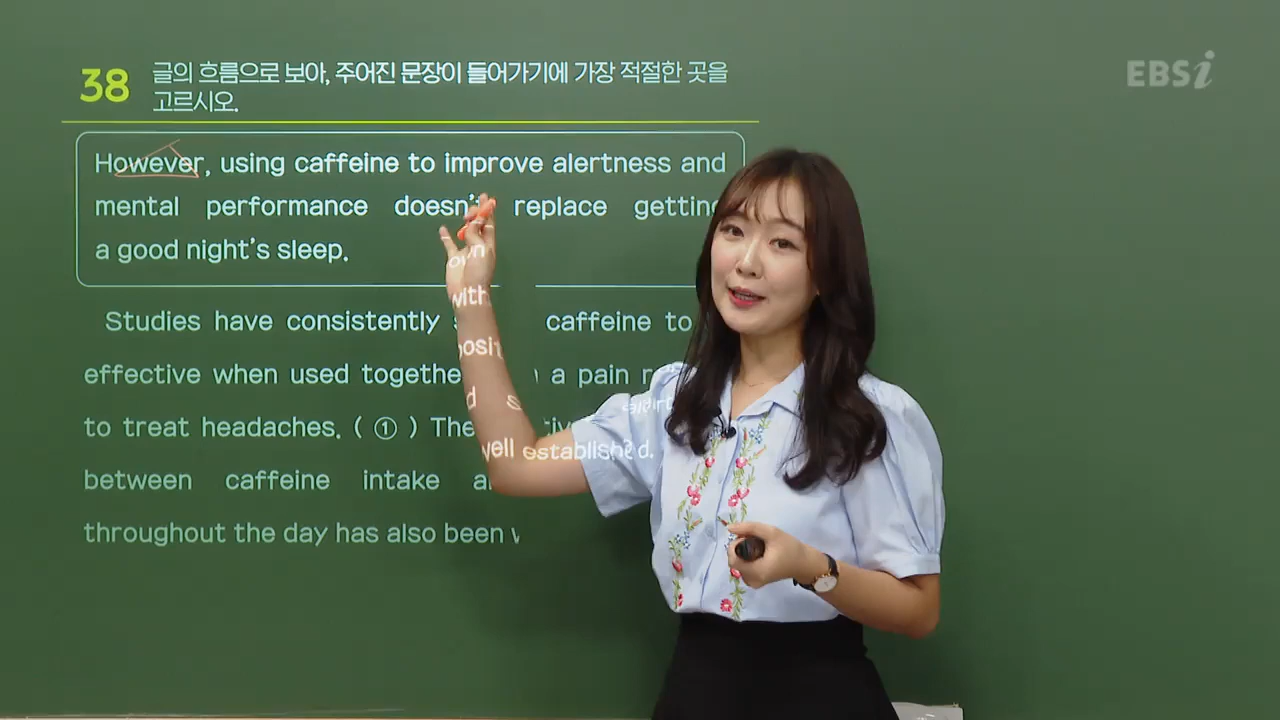 38 글의 흐름으로 보아, 주어진 문장이 들어가기에 가장 적절한 곳을
고르시오.
EBSi
However, using caffeine to improve alertness and
mental performance doesn't replace getting
a good night's sleep.
Studies have consistently caffeine to
effective when used together a pain
to treat headaches. ( ① ) The
between caffeine intake
throughout the day has also been well established.